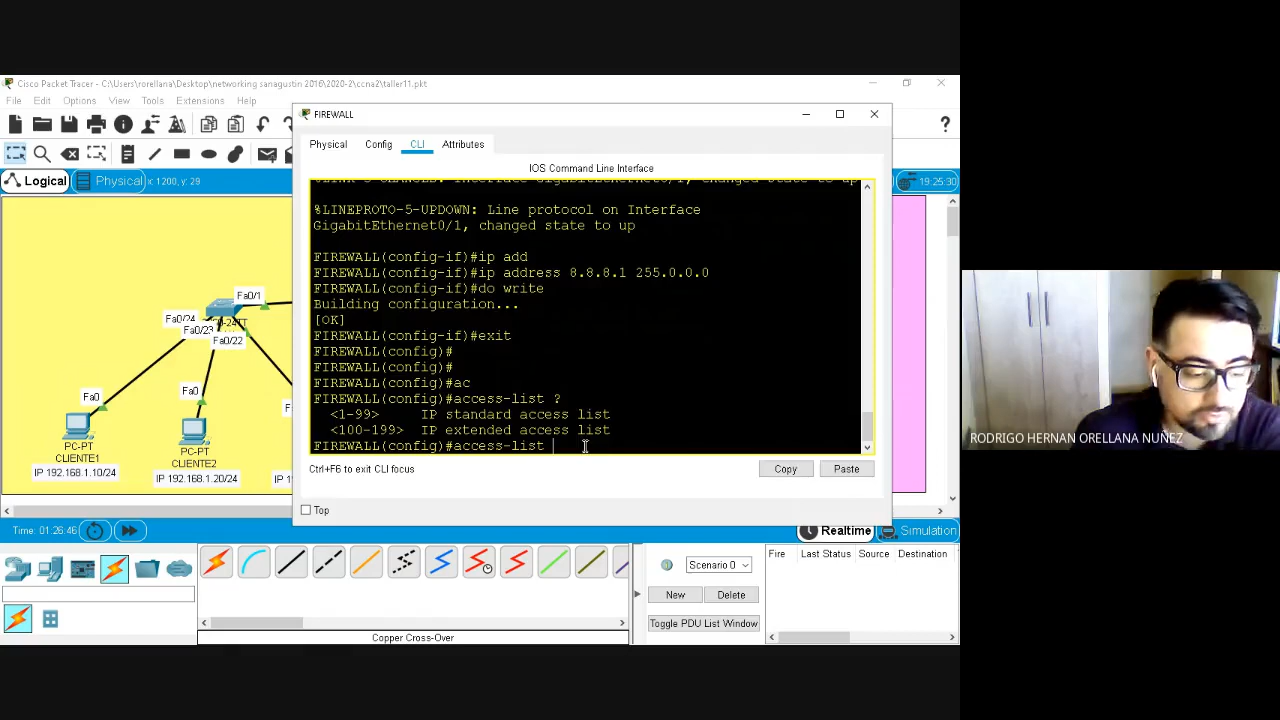 Cisco Packet Tracer - C:\Users\rorellana\Desktop\networking sanagustin 2016\2020-2\ccna2\taller11.pkt
File Edit Options View Tools Extensions Help
FIREWALL
Physical Config CLI Attributes
Logical Physical x: 1200, y: 29
19:25:30
IOS Command Line Interface
%LINEPROTO-5-UPDOWN: Line protocol on Interface
GigabitEthernet0/1, changed state to up
FIREWALL(config-if)#ip add
FIREWALL(config-if)#ip address 8.8.8.1 255.0.0.0
FIREWALL(config-if)#do write
Building configuration...
[OK]
FIREWALL(config-if)#exit
FIREWALL(config)#
FIREWALL(config)#
FIREWALL(config)#ac
FIREWALL(config)#access-list ?
<1-99> IP standard access list
<100-199> IP extended access list
FIREWALL(config)#access-list
Ctrl+F6 to exit CLI focus
Copy Paste
Top
Fa0/1
Fa0/24
Fa0/23
Fa0/22
Fa0
Fa0
PC-PT
CLIENTE1
IP 192.168.1.10/24
PC-PT
CLIENTE2
IP 192.168.1.20/24
RODRIGO HERNAN ORELLANA NUÑEZ
Time: 01:26:46
Realtime Simulation
Scenario 0
New Delete
Toggle PDU List Window
Fire Last Status Source Destination
Copper Cross-Over